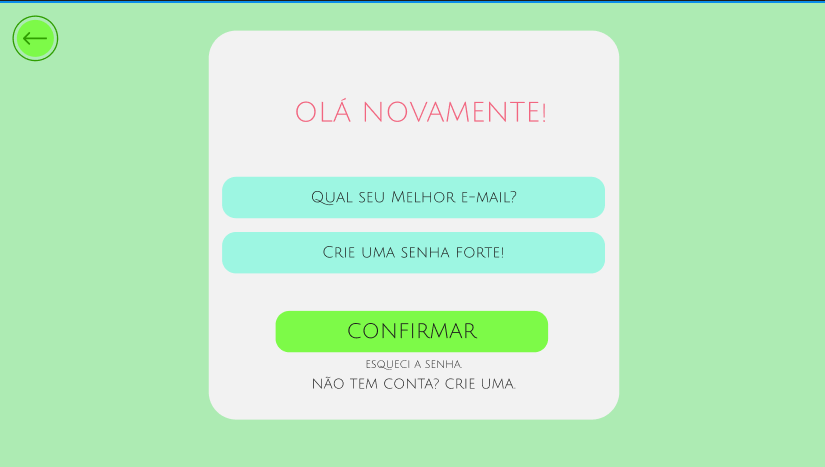 OLÁ NOVAMENTE!
Qual seu Melhor e-mail?
Crie uma senha forte!
CONFIRMAR
ESQUECI A SENHA.
NÃO TEM CONTA? CRIE UMA.